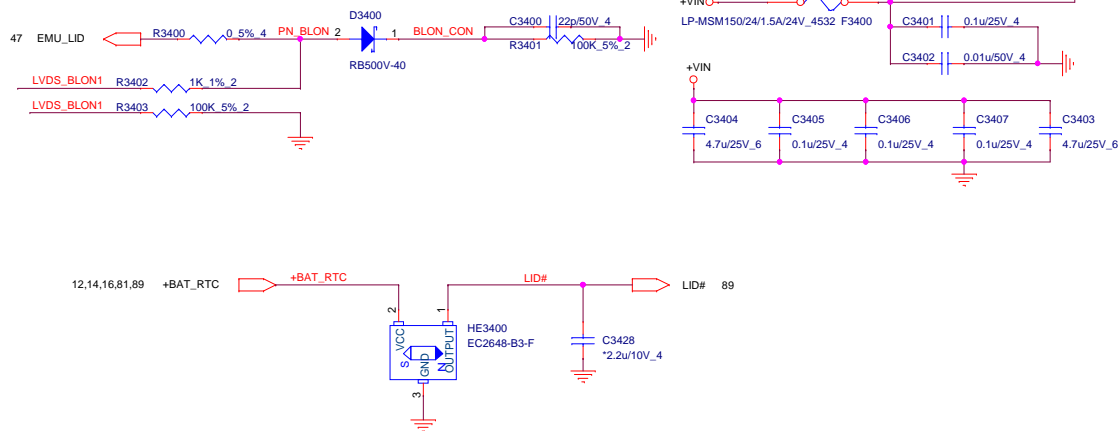 +VIN
LP-MSM150/24/1.5A/24V_4532 F3400
C3401 0.1u/25V_4
C3402 0.01u/50V_4
D3400
C3400 22p/50V_4
47 EMU_LID R3400 0_5%_4 PN_BLON 2 1 BLON_CON R3401 100K_5%_2
RB500V-40
LVDS_BLON1 R3402 1K_1%_2
LVDS_BLON1 R3403 100K_5%_2
+VIN
C3404 C3405 C3406 C3407 C3403
4.7u/25V_6 0.1u/25V_4 0.1u/25V_4 0.1u/25V_4 4.7u/25V_6
12,14,16,81,89 +BAT_RTC +BAT_RTC LID# LID# 89
2 1
HE3400
EC2648-B3-F
VCC OUTPUT
S N
GND
3
C3428
*2.2u/10V_4